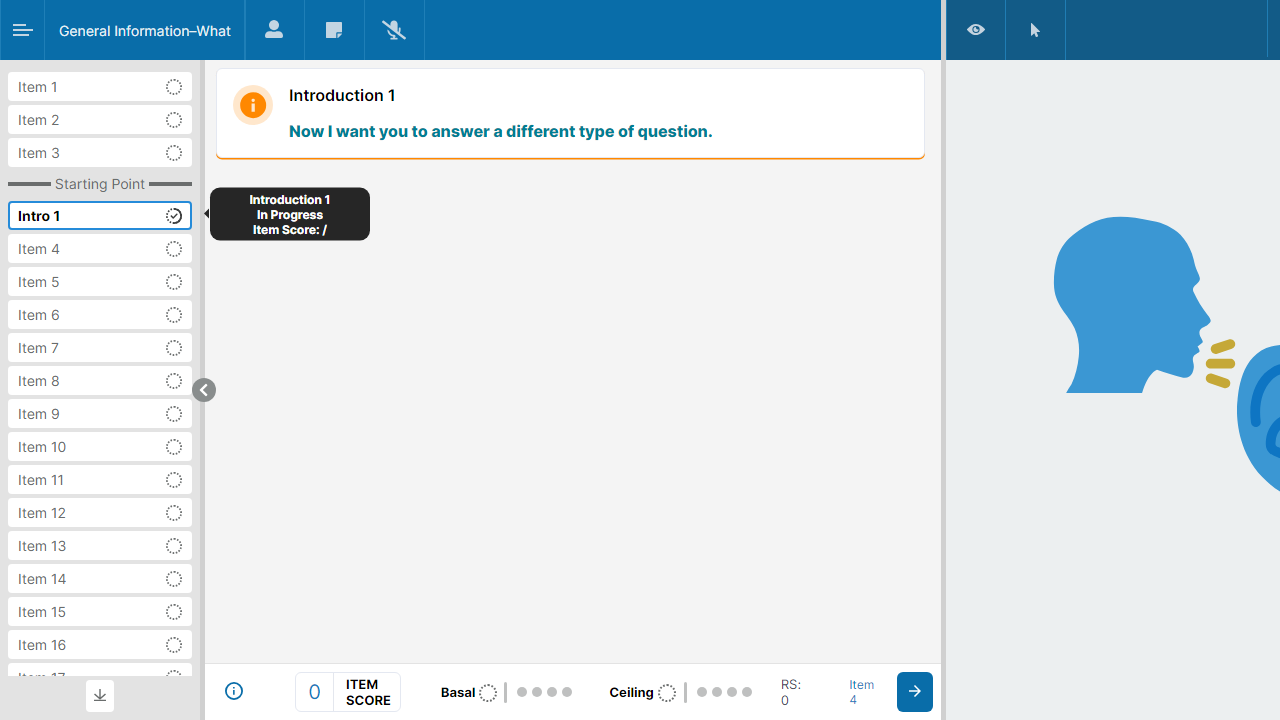 General Information–What
Item 1
Item 2
Item 3
Starting Point
Intro 1
Item 4
Item 5
Item 6
Item 7
Item 8
Item 9
Item 10
Item 11
Item 12
Item 13
Item 14
Item 15
Item 16
Item 17
Introduction 1
Now I want you to answer a different type of question.
Introduction 1
In Progress
Item Score: /
0
ITEM
SCORE
Basal
Ceiling
RS:
0
Item
4